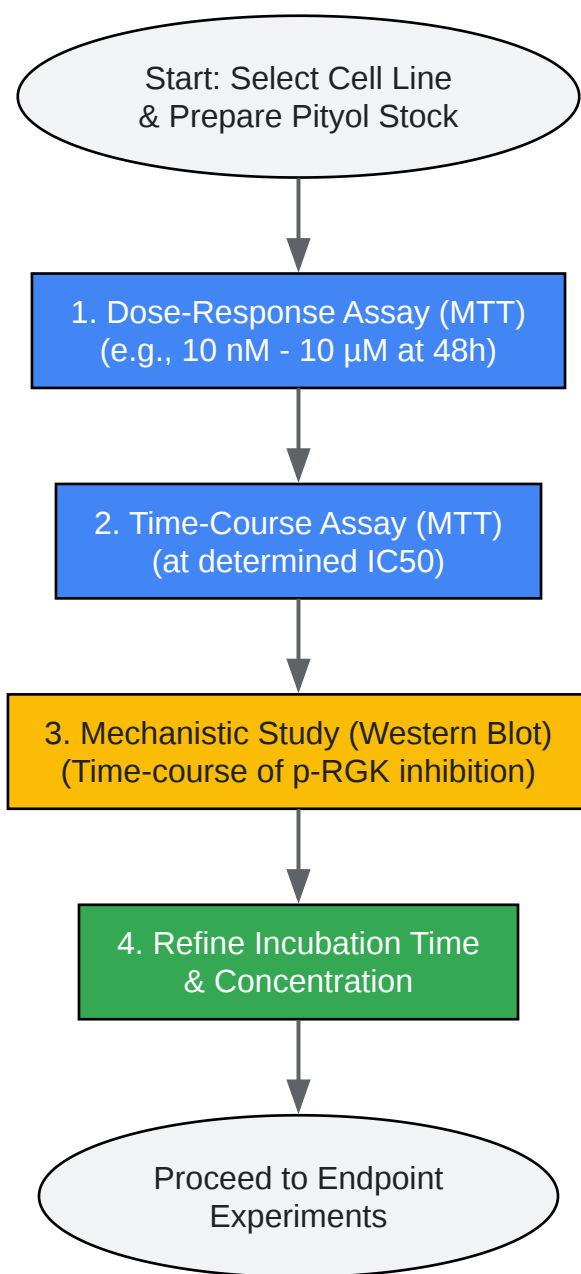 Start: Select Cell Line
& Prepare Pityol Stock
1. Dose-Response Assay (MTT)
(e.g., 10 nM - 10 µM at 48h)
2. Time-Course Assay (MTT)
(at determined IC50)
3. Mechanistic Study (Western Blot)
(Time-course of p-RGK inhibition)
4. Refine Incubation Time
& Concentration
Proceed to Endpoint
Experiments